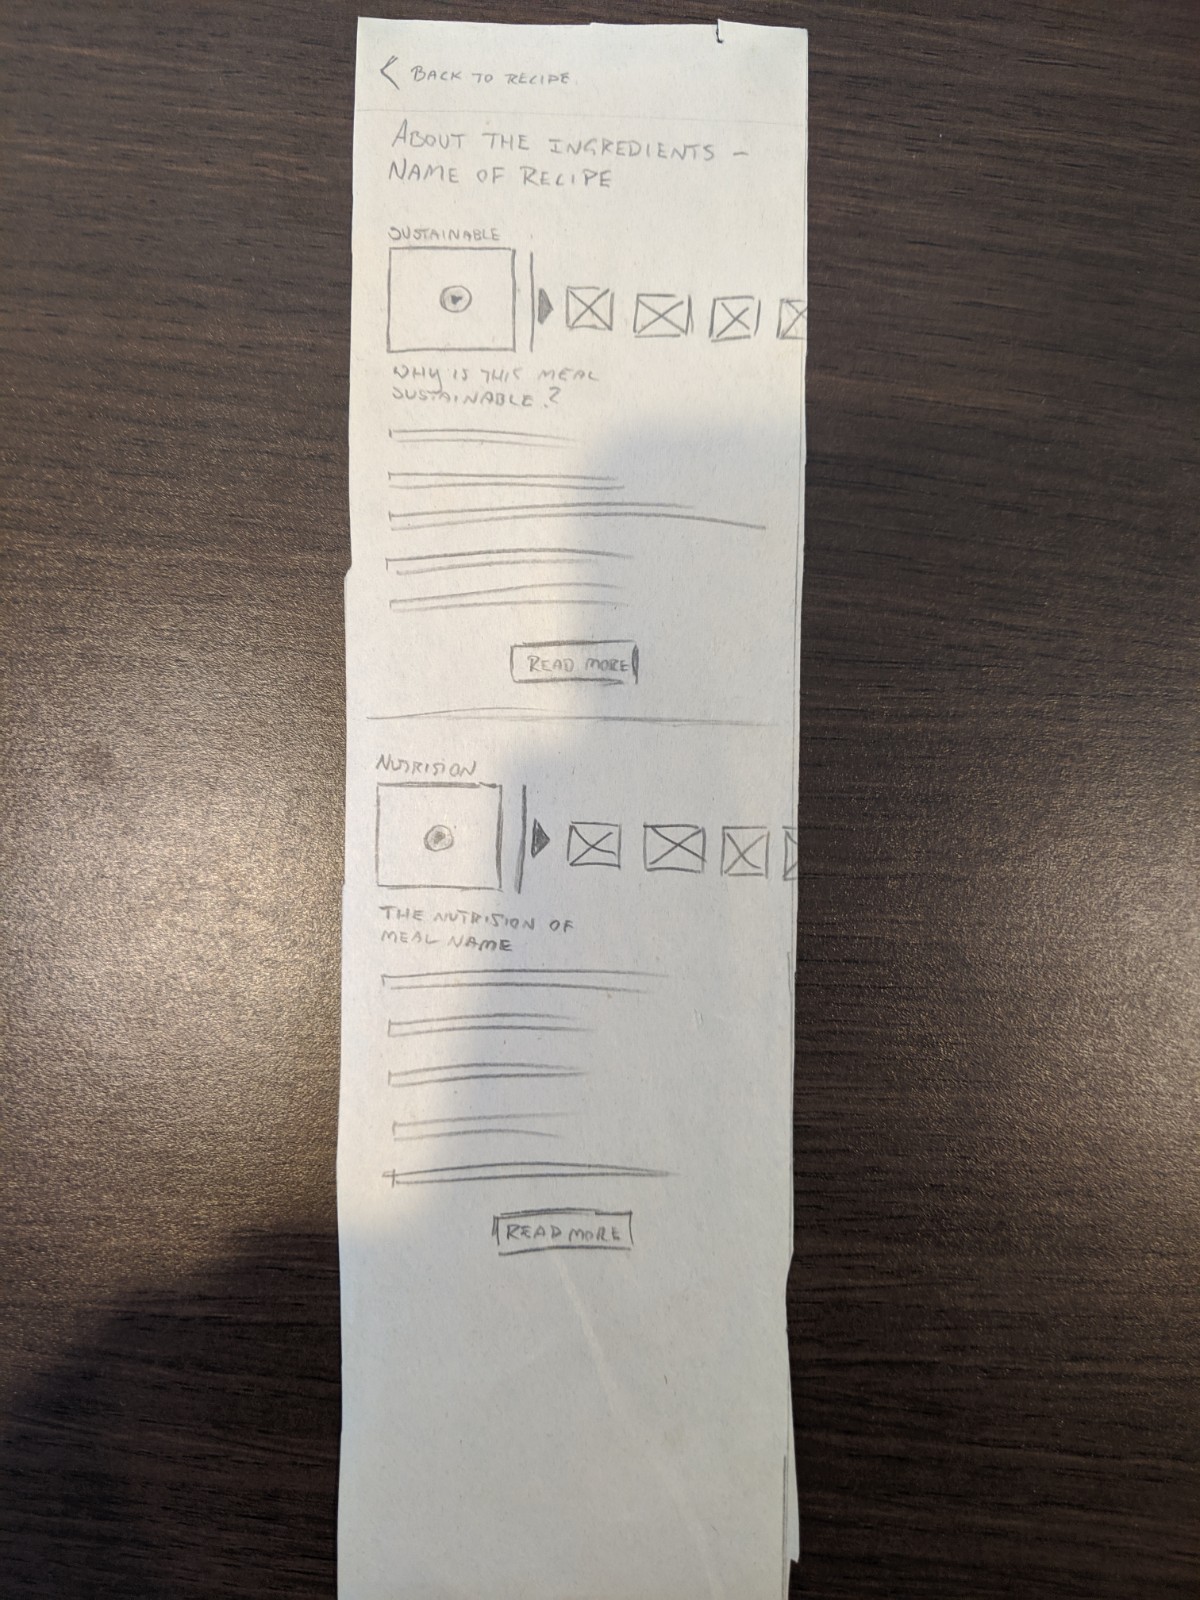 < BACK TO RECIPE
ABOUT THE INGREDIENTS –
NAME OF RECIPE
SUSTAINABLE
WHY IS THIS MEAL
SUSTAINABLE?
READ MORE
NUTRISION
THE NUTRISION OF
MEAL NAME
READ MORE